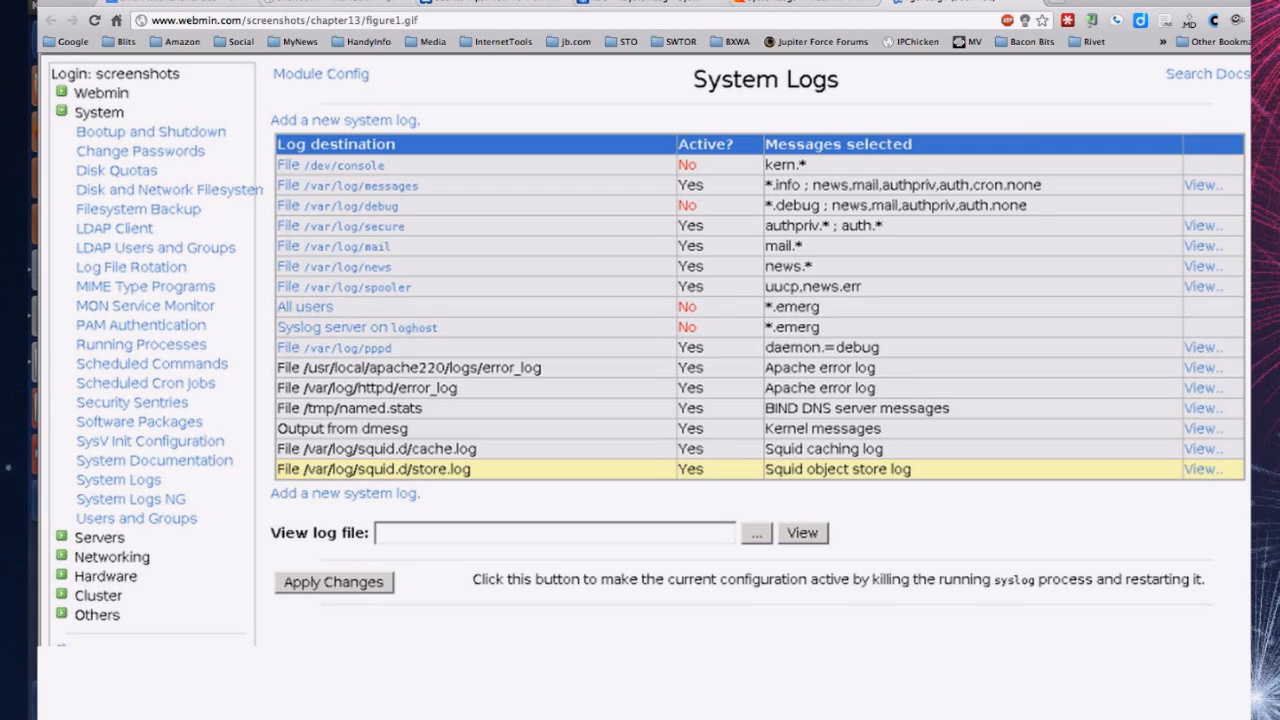 www.webmin.com/screenshots/chapter13/figure1.gif
Google Blits Amazon Social MyNews HandyInfo Media InternetTools jb.com STO SWTOR BXWA Jupiter Force Forums IPChicken MV Bacon Bits Rivet » Other Bookma
Login: screenshots
Webmin
System
Bootup and Shutdown
Change Passwords
Disk Quotas
Disk and Network Filesysten
Filesystem Backup
LDAP Client
LDAP Users and Groups
Log File Rotation
MIME Type Programs
MON Service Monitor
PAM Authentication
Running Processes
Scheduled Commands
Scheduled Cron Jobs
Security Sentries
Software Packages
SysV Init Configuration
System Documentation
System Logs
System Logs NG
Users and Groups
Servers
Networking
Hardware
Cluster
Others
Module Config System Logs Search Docs
Add a new system log.
Log destination Active? Messages selected
File /dev/console No kern.*
File /var/log/messages Yes *.info ; news,mail,authpriv,auth,cron.none View..
File /var/log/debug No *.debug ; news,mail,authpriv,auth.none
File /var/log/secure Yes authpriv.* ; auth.* View..
File /var/log/mail Yes mail.* View..
File /var/log/news Yes news.* View..
File /var/log/spooler Yes uucp,news.err View..
All users No *.emerg
Syslog server on loghost No *.emerg
File /var/log/pppd Yes daemon.=debug View..
File /usr/local/apache220/logs/error_log Yes Apache error log View..
File /var/log/httpd/error_log Yes Apache error log View..
File /tmp/named.stats Yes BIND DNS server messages View..
Output from dmesg Yes Kernel messages View..
File /var/log/squid.d/cache.log Yes Squid caching log View..
File /var/log/squid.d/store.log Yes Squid object store log View..
Add a new system log.
View log file: ... View
Apply Changes Click this button to make the current configuration active by killing the running syslog process and restarting it.